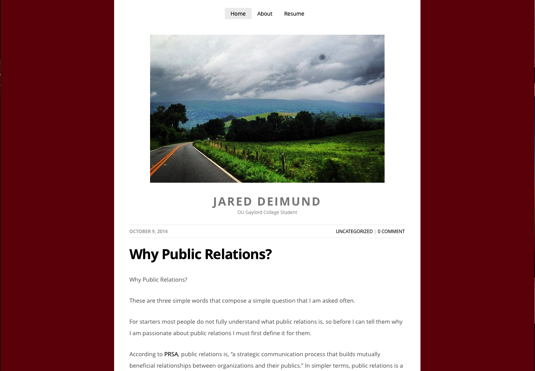 Home About Resume
JARED DEIMUND
OU Gaylord College Student
OCTOBER 9, 2014 UNCATEGORIZED | 0 COMMENT
Why Public Relations?
Why Public Relations?
These are three simple words that compose a simple question that I am asked often.
For starters most people do not fully understand what public relations is, so before I can tell them why
I am passionate about public relations I must first define it for them.
According to PRSA, public relations is, "a strategic communication process that builds mutually
beneficial relationships between organizations and their publics." In simpler terms, public relations is a